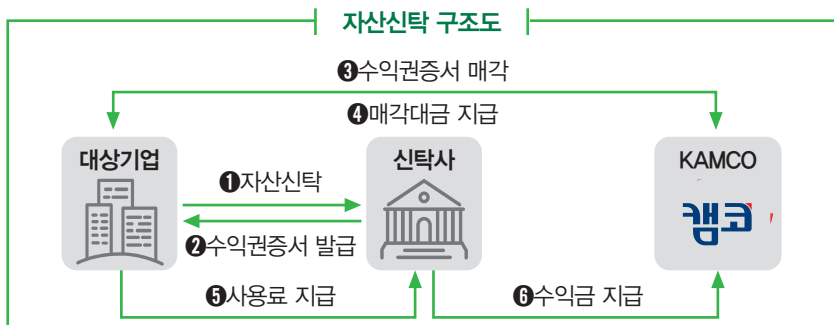 자산신탁 구조도
❸수익권증서 매각
❹매각대금 지급
대상기업
신탁사
KAMCO
❶자산신탁
캠코
❷수익권증서 발급
❺사용료 지급
❻수익금 지급